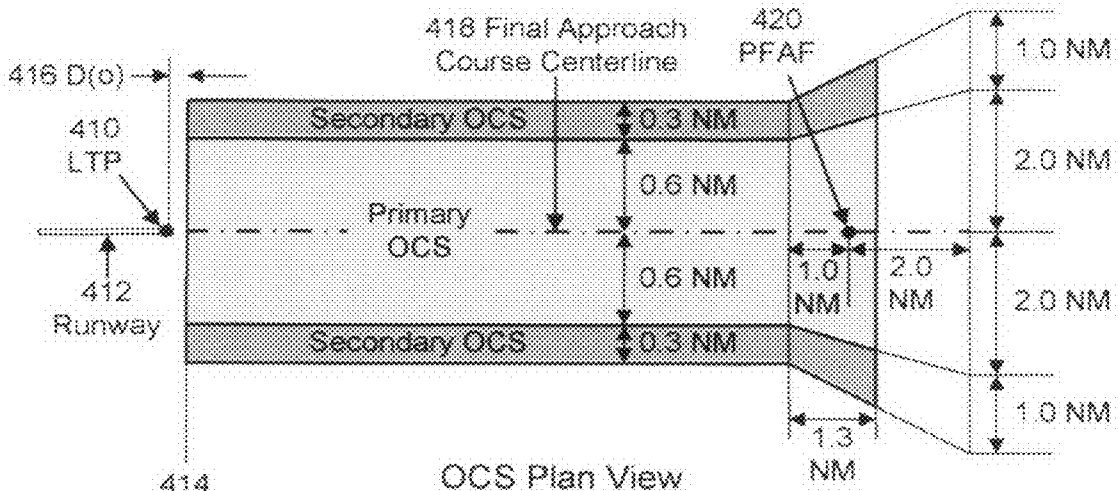 416 D(o)
410
LTP
412
Runway
414
418 Final Approach
Course Centerline
420
PFAF
Secondary OCS
0.3 NM
0.6 NM
Primary
OCS
0.6 NM
Secondary OCS
0.3 NM
1.0
NM
2.0
NM
1.3
NM
1.0 NM
2.0 NM
2.0 NM
1.0 NM
OCS Plan View